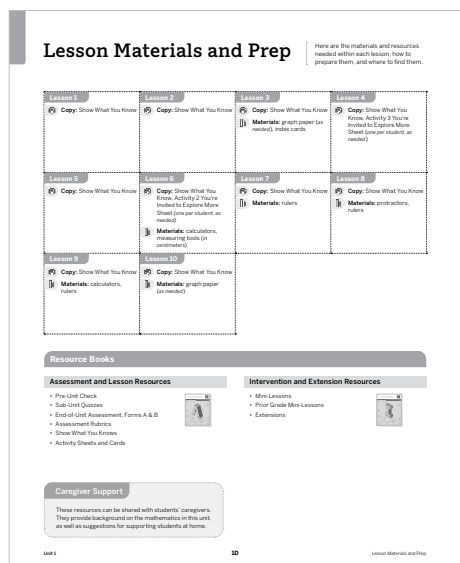 Lesson Materials and Prep
Here are the materials and resources
needed within each lesson, how to
prepare them, and where to find them.
Lesson 1
Copy: Show What You Know
Lesson 2
Copy: Show What You Know
Lesson 3
Copy: Show What You Know
Materials: graph paper (as
needed), index cards
Lesson 4
Copy: Show What You
Know, Activity 3 You're
Invited to Explore More
Sheet (one per student, as
needed)
Lesson 5
Copy: Show What You Know
Lesson 6
Copy: Show What You
Know, Activity 2 You're
Invited to Explore More
Sheet (one per student, as
needed)
Materials: calculators,
measuring tools (in
centimeters)
Lesson 7
Copy: Show What You Know
Materials: rulers
Lesson 8
Copy: Show What You Know
Materials: protractors,
rulers
Lesson 9
Copy: Show What You Know
Materials: calculators,
rulers
Lesson 10
Copy: Show What You Know
Materials: graph paper
(as needed)
Resource Books
Assessment and Lesson Resources
• Pre-Unit Check
• Sub-Unit Quizzes
• End-of-Unit Assessment, Forms A & B
• Assessment Rubrics
• Show What You Knows
• Activity Sheets and Cards
Intervention and Extension Resources
• Mini-Lessons
• Prior Grade Mini-Lessons
• Extensions
Caregiver Support
These resources can be shared with students' caregivers.
They provide background on the mathematics in this unit,
as well as suggestions for supporting students at home.
Unit 1
1D
Lesson Materials and Prep